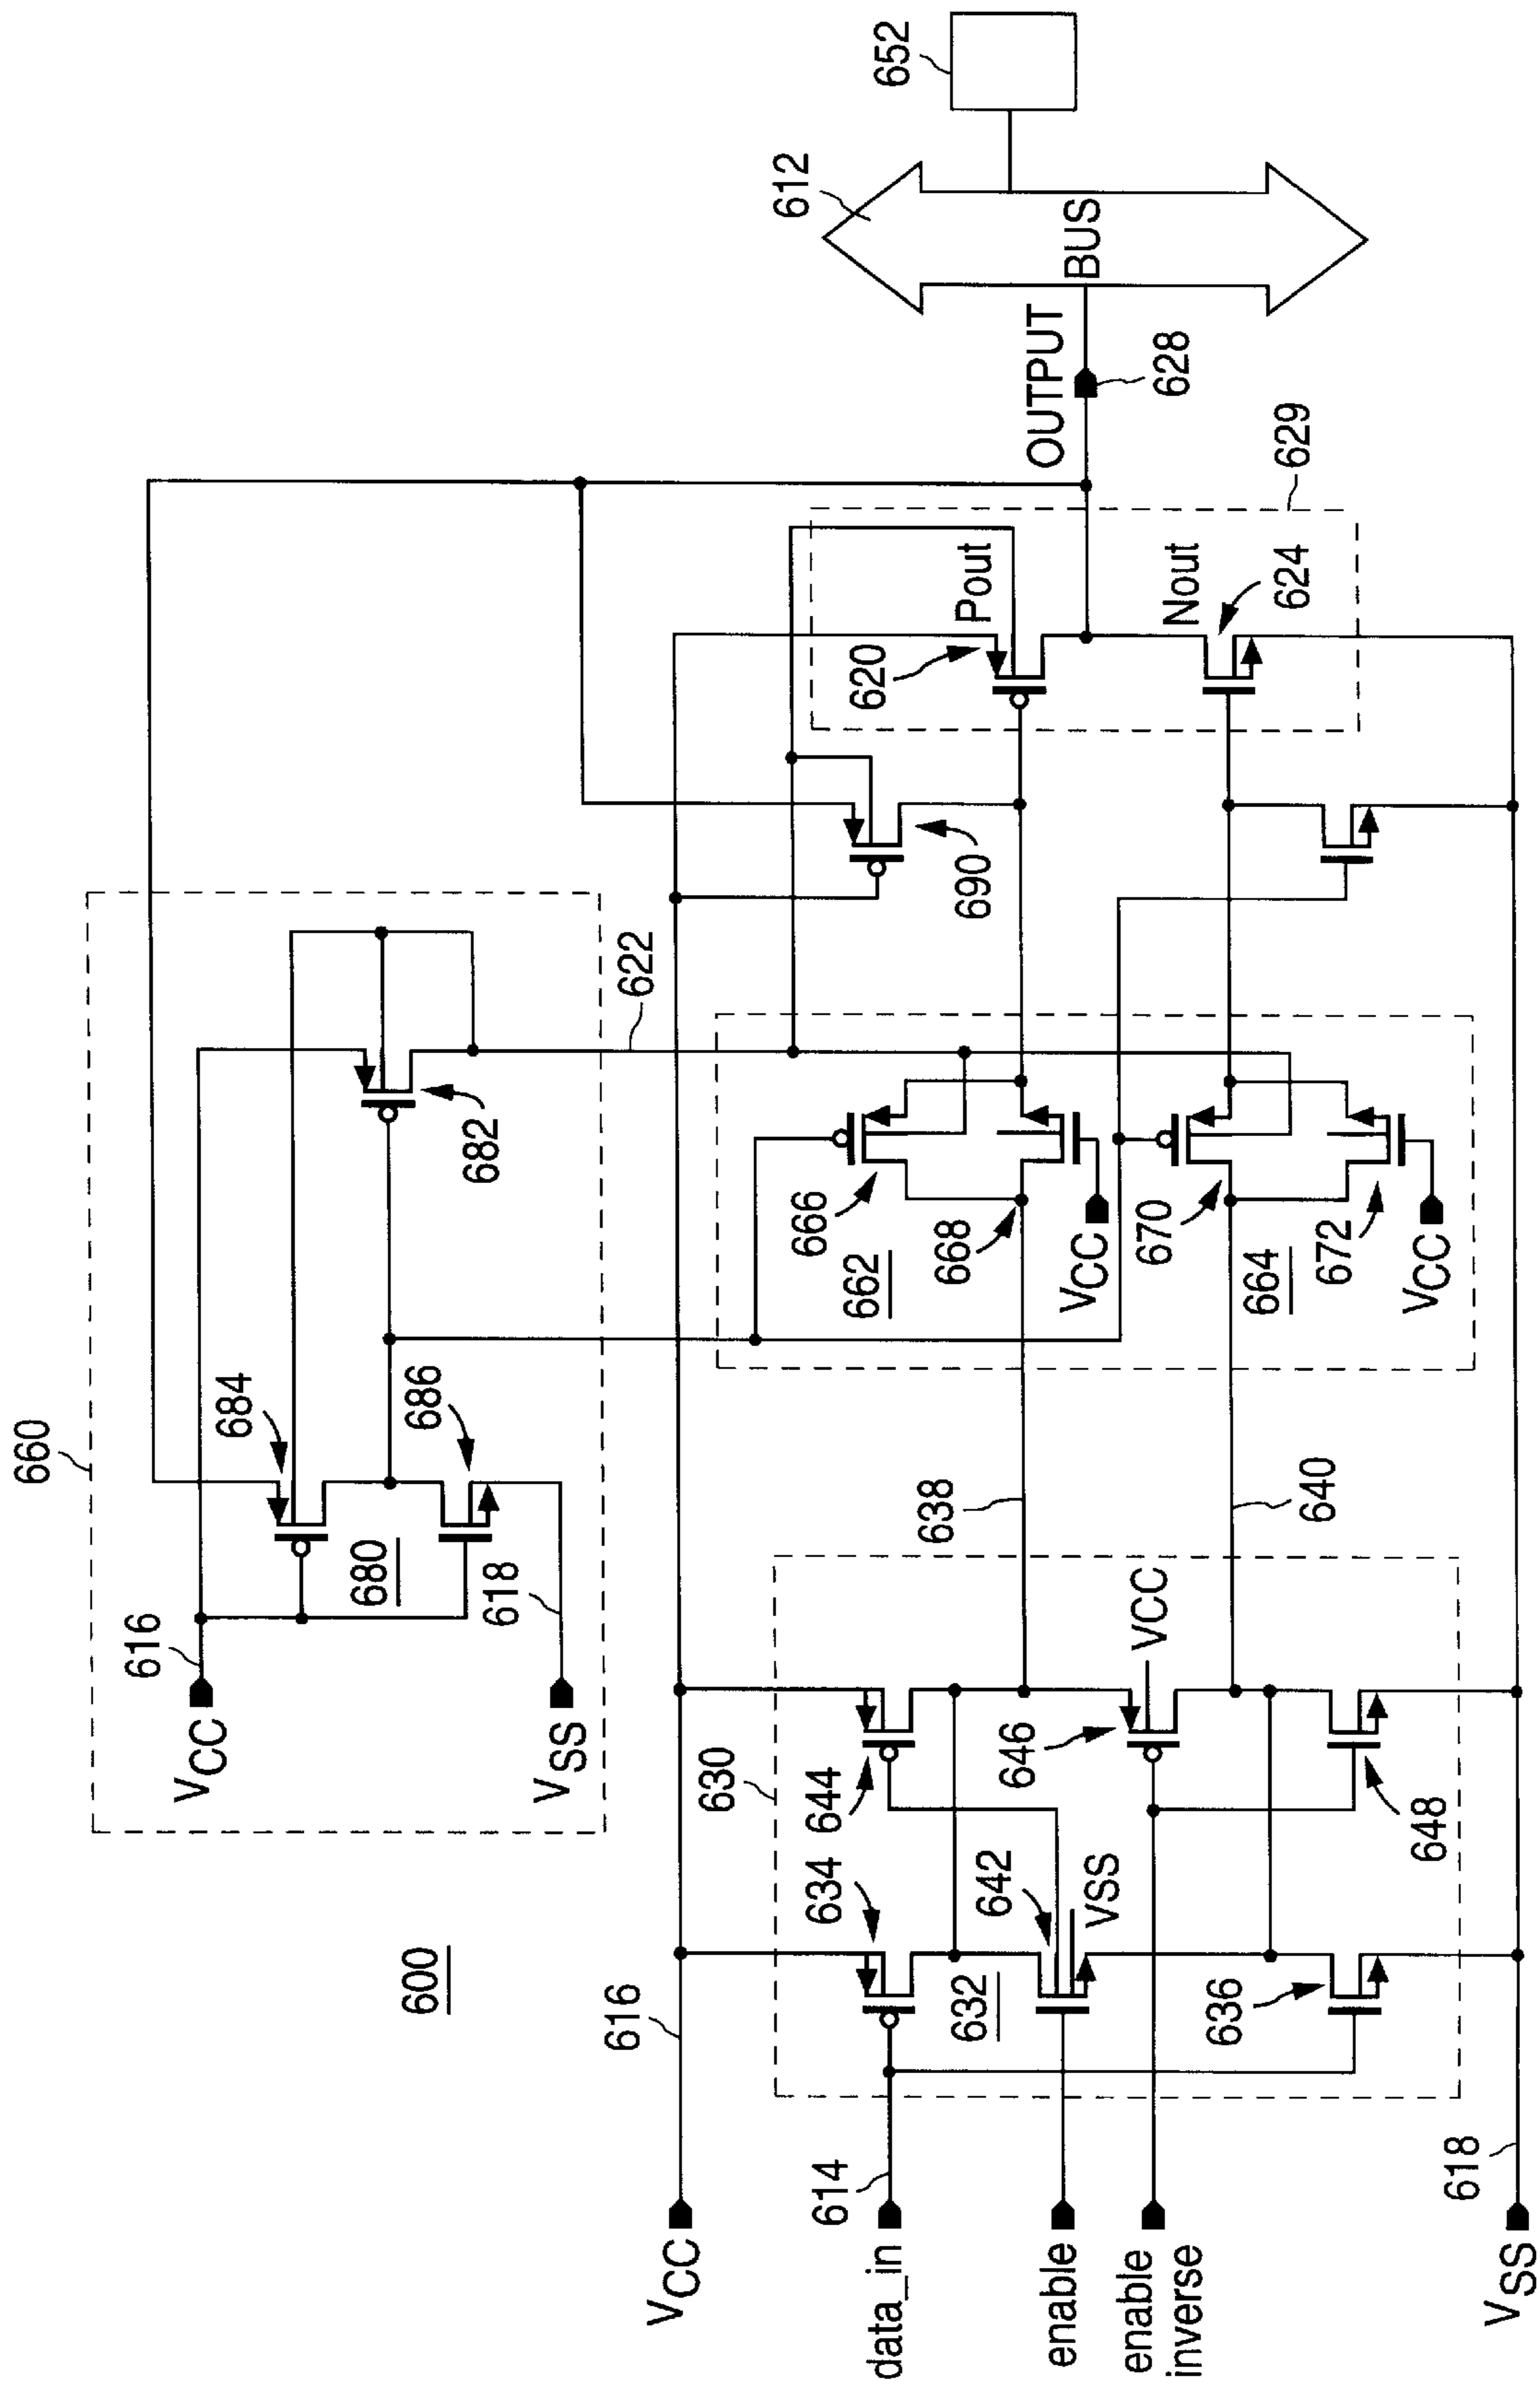 660
616
VCC
684
680
686
618
VSS
682
622
652
612
BUS
OUTPUT
628
629
Pout
620
Nout
624
690
666
662
668
VCC
670
664
672
VCC
638
640
600
616
VCC
630
634
644
632
642
VSS
646
VCC
636
648
614
data_in
enable
enable
inverse
618
VSS